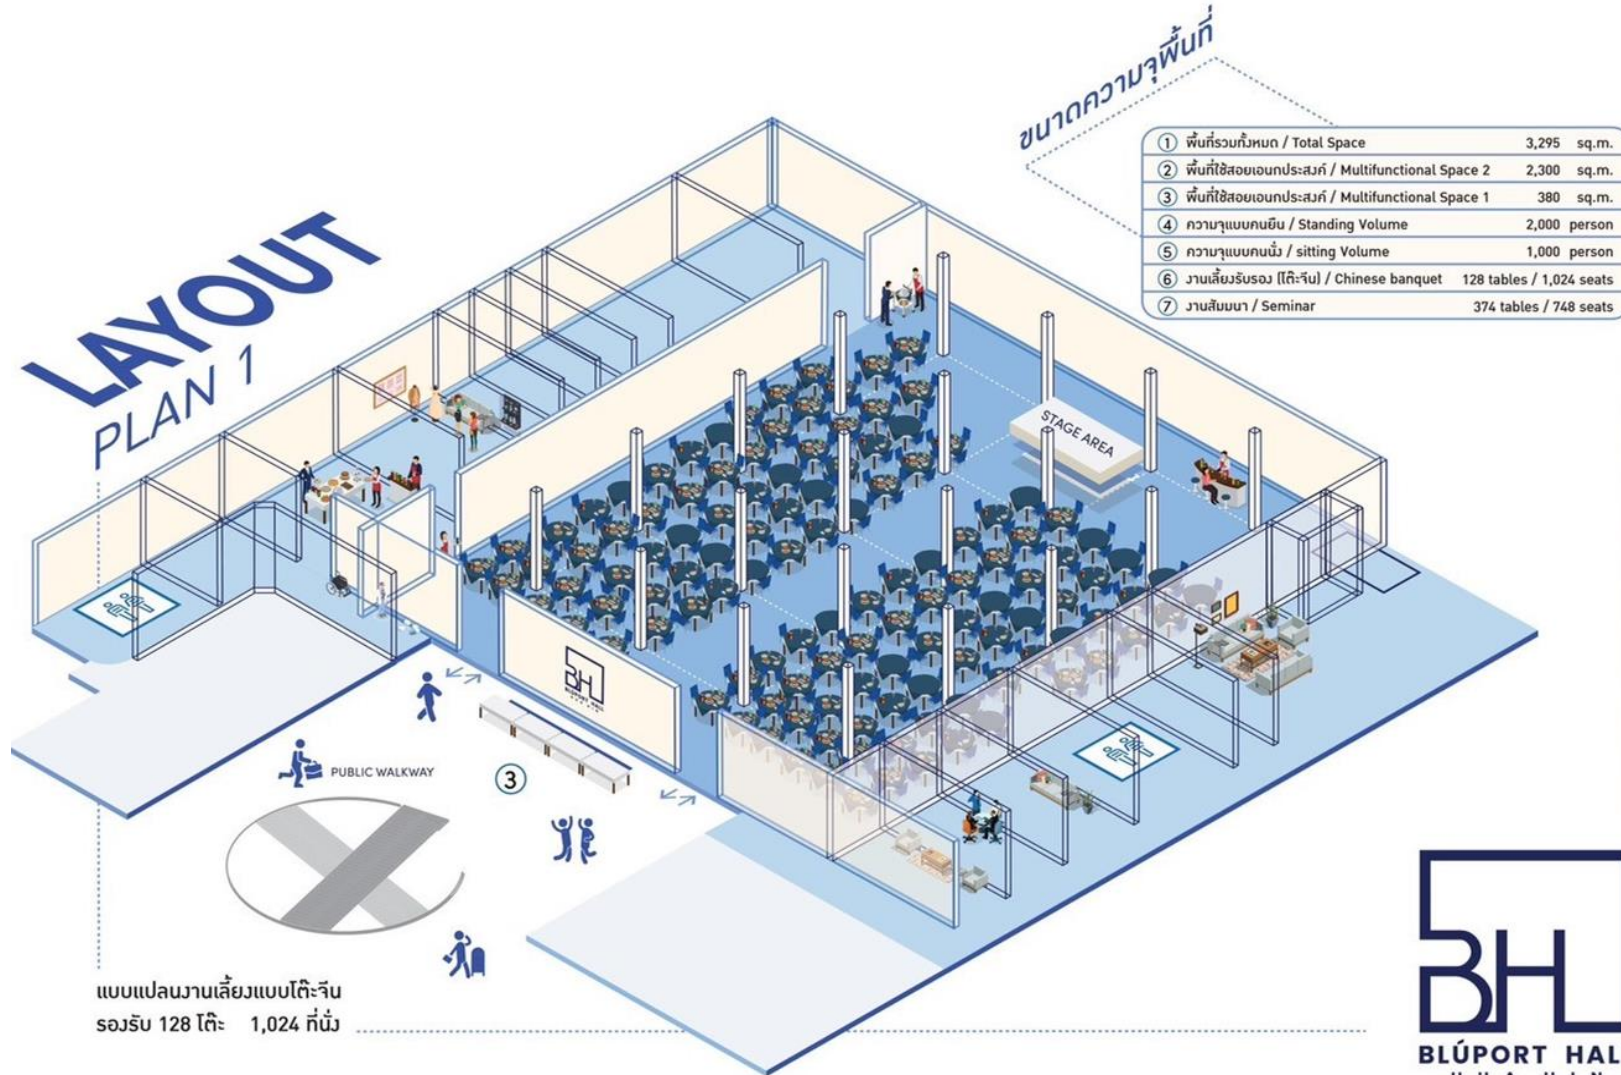 LAYOUT
PLAN 1
ขนาดความจุพื้นที่
1 พื้นที่รวมทั้งหมด / Total Space 3,295 sq.m.
2 พื้นที่ใช้สอยเอนกประสงค์ / Multifunctional Space 2 2,300 sq.m.
3 พื้นที่ใช้สอยเอนกประสงค์ / Multifunctional Space 1 380 sq.m.
4 ความจุแบบคนยืน / Standing Volume 2,000 person
5 ความจุแบบคนนั่ง / sitting Volume 1,000 person
6 งานเลี้ยงรับรอง (โต๊ะจีน) / Chinese banquet 128 tables / 1,024 seats
7 งานสัมมนา / Seminar 374 tables / 748 seats
STAGE AREA
BH
BLÚPORT HALL
PUBLIC WALKWAY
3
แบบแปลนงานเลี้ยงแบบโต๊ะจีน
รองรับ 128 โต๊ะ 1,024 ที่นั่ง
BH
BLÚPORT HAL